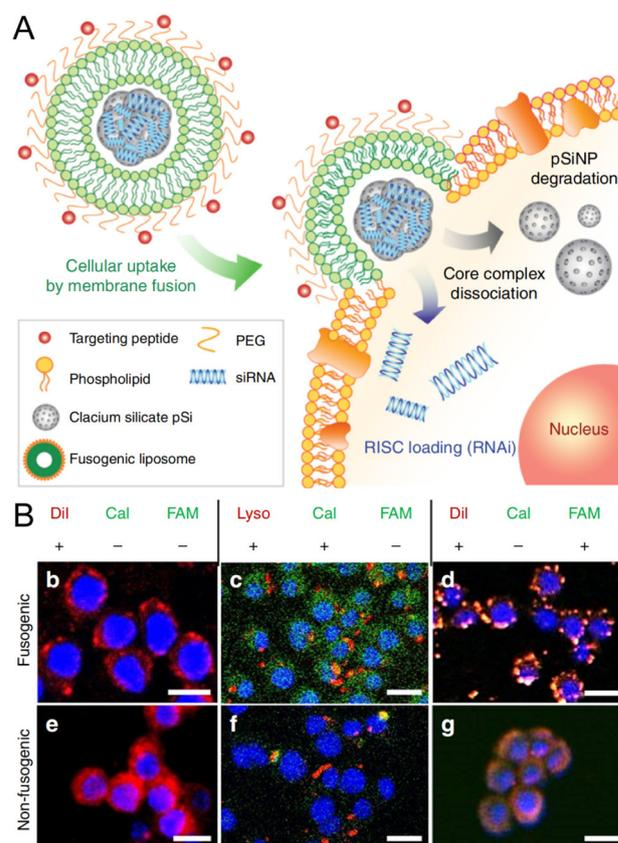 A
Cellular uptake
by membrane fusion
pSiNP
degradation
Core complex
dissociation
Targeting peptide
PEG
Phospholipid
siRNA
Clacium silicate pSi
Fusogenic liposome
RISC loading (RNAi)
Nucleus
B
DiI Cal FAM Lyso Cal FAM DiI Cal FAM
+ – – + + – + – +
Fusogenic
b c d
Non-fusogenic
e f g